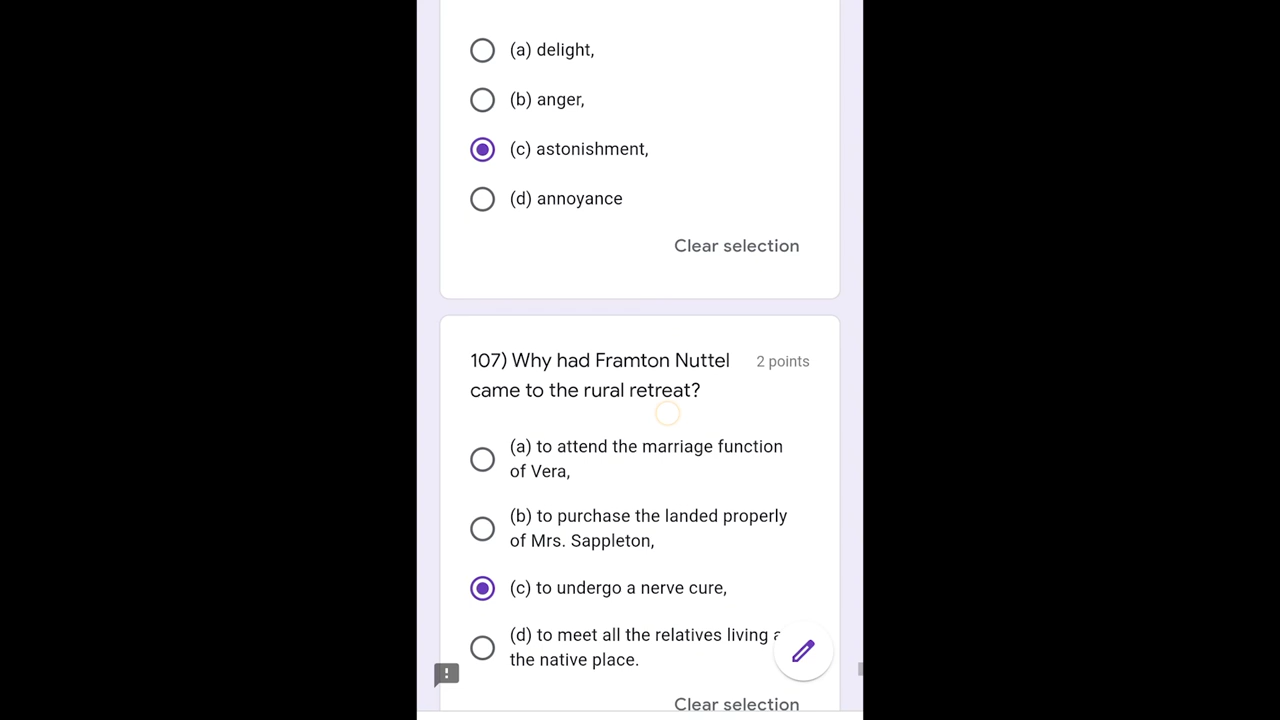 (a) delight,
(b) anger,
(c) astonishment,
(d) annoyance
Clear selection
107) Why had Framton Nuttel 2 points
came to the rural retreat?
(a) to attend the marriage function
of Vera,
(b) to purchase the landed properly
of Mrs. Sappleton,
(c) to undergo a nerve cure,
(d) to meet all the relatives living
the native place.
Clear selection